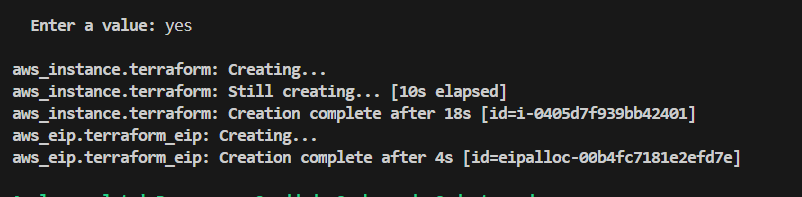 Enter a value: yes
aws_instance.terraform: Creating...
aws_instance.terraform: Still creating... [10s elapsed]
aws_instance.terraform: Creation complete after 18s [id=i-0405d7f939bb42401]
aws_eip.terraform_eip: Creating...
aws_eip.terraform_eip: Creation complete after 4s [id=eipalloc-00b4fc7181e2efd7e]